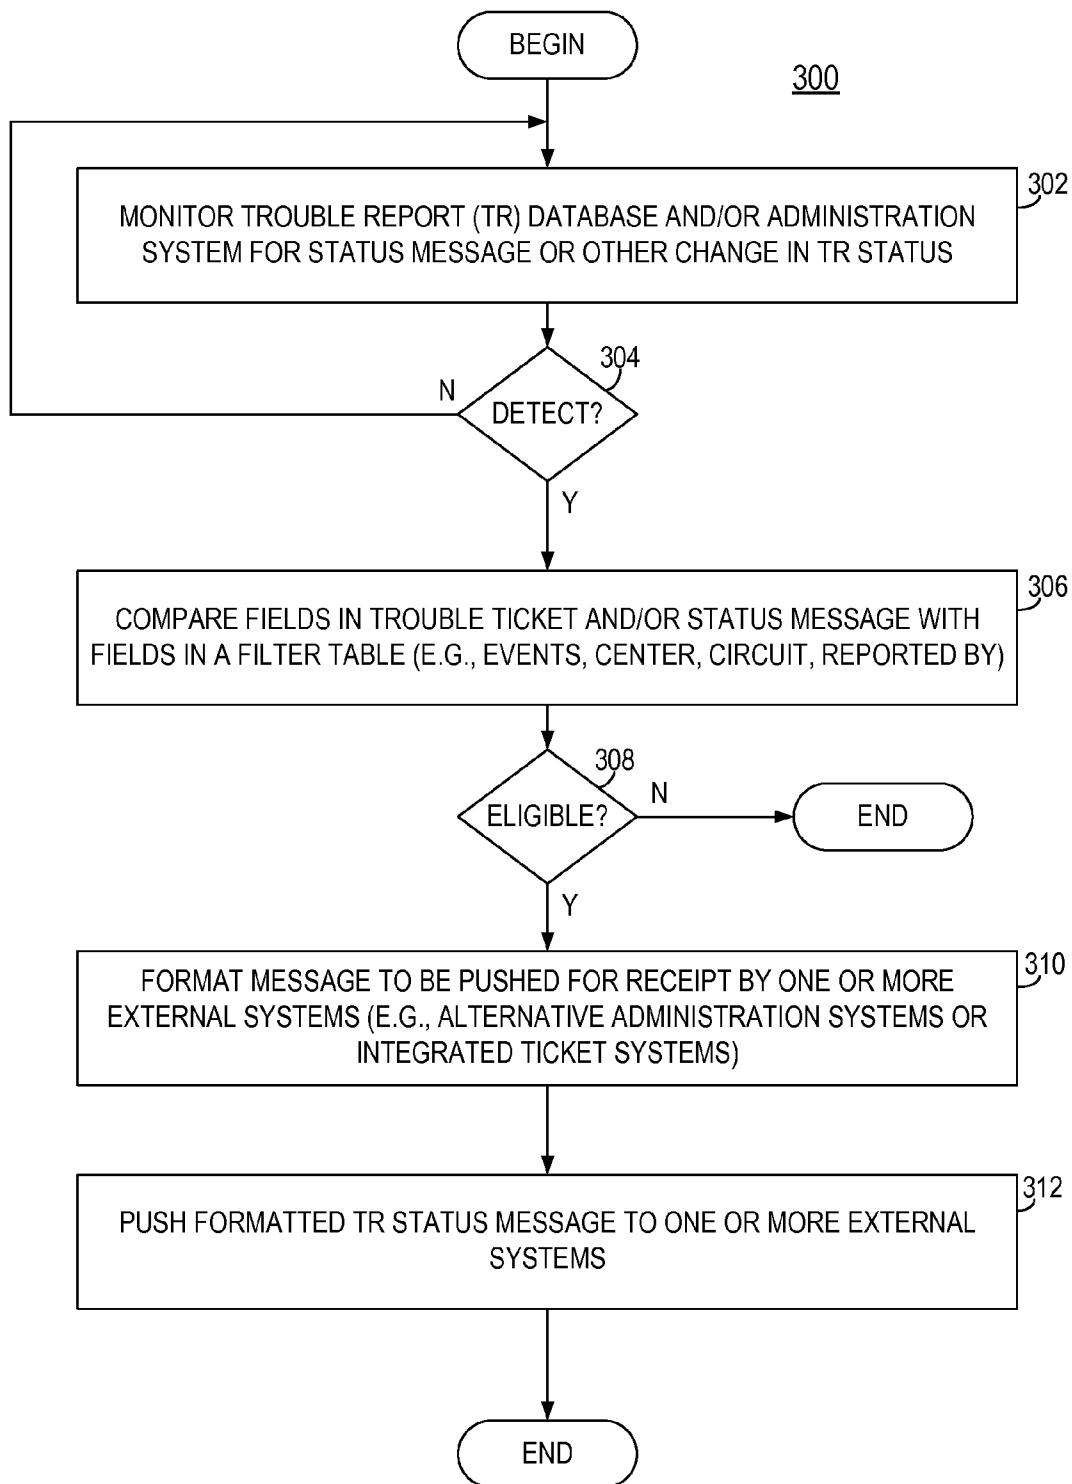 BEGIN
300
302
MONITOR TROUBLE REPORT (TR) DATABASE AND/OR ADMINISTRATION
SYSTEM FOR STATUS MESSAGE OR OTHER CHANGE IN TR STATUS
304
N
DETECT?
Y
306
COMPARE FIELDS IN TROUBLE TICKET AND/OR STATUS MESSAGE WITH
FIELDS IN A FILTER TABLE (E.G., EVENTS, CENTER, CIRCUIT, REPORTED BY)
308
ELIGIBLE?
N
END
Y
310
FORMAT MESSAGE TO BE PUSHED FOR RECEIPT BY ONE OR MORE
EXTERNAL SYSTEMS (E.G., ALTERNATIVE ADMINISTRATION SYSTEMS OR
INTEGRATED TICKET SYSTEMS)
312
PUSH FORMATTED TR STATUS MESSAGE TO ONE OR MORE EXTERNAL
SYSTEMS
END